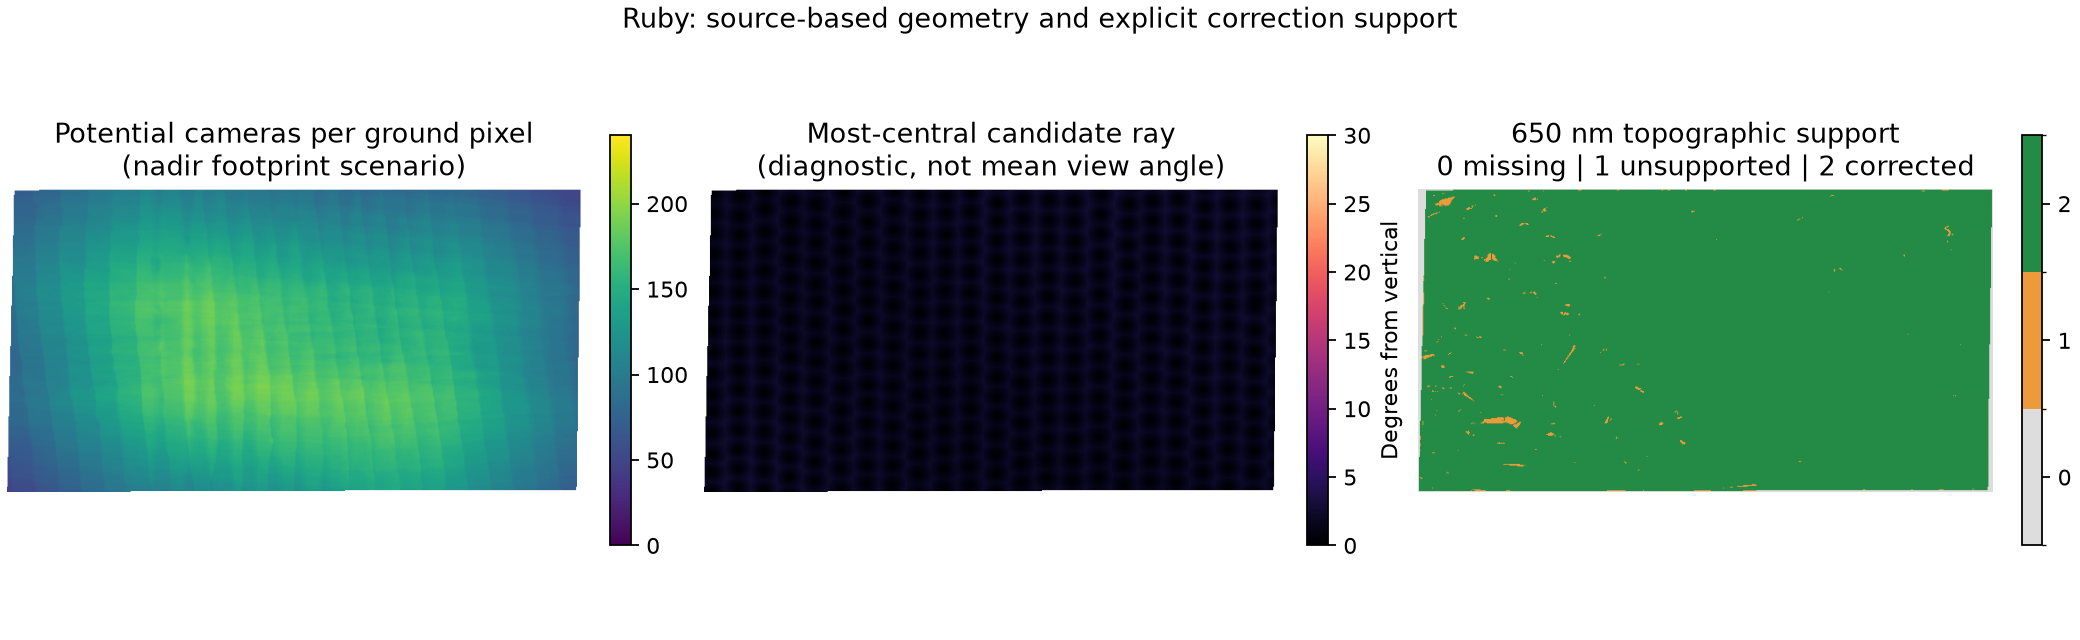 Ruby: source-based geometry and explicit correction support
Potential cameras per ground pixel
(nadir footprint scenario)
200
150
100
50
0
Most-central candidate ray
(diagnostic, not mean view angle)
30
25
20
15
10
5
0
Degrees from vertical
650 nm topographic support
0 missing | 1 unsupported | 2 corrected
2
1
0